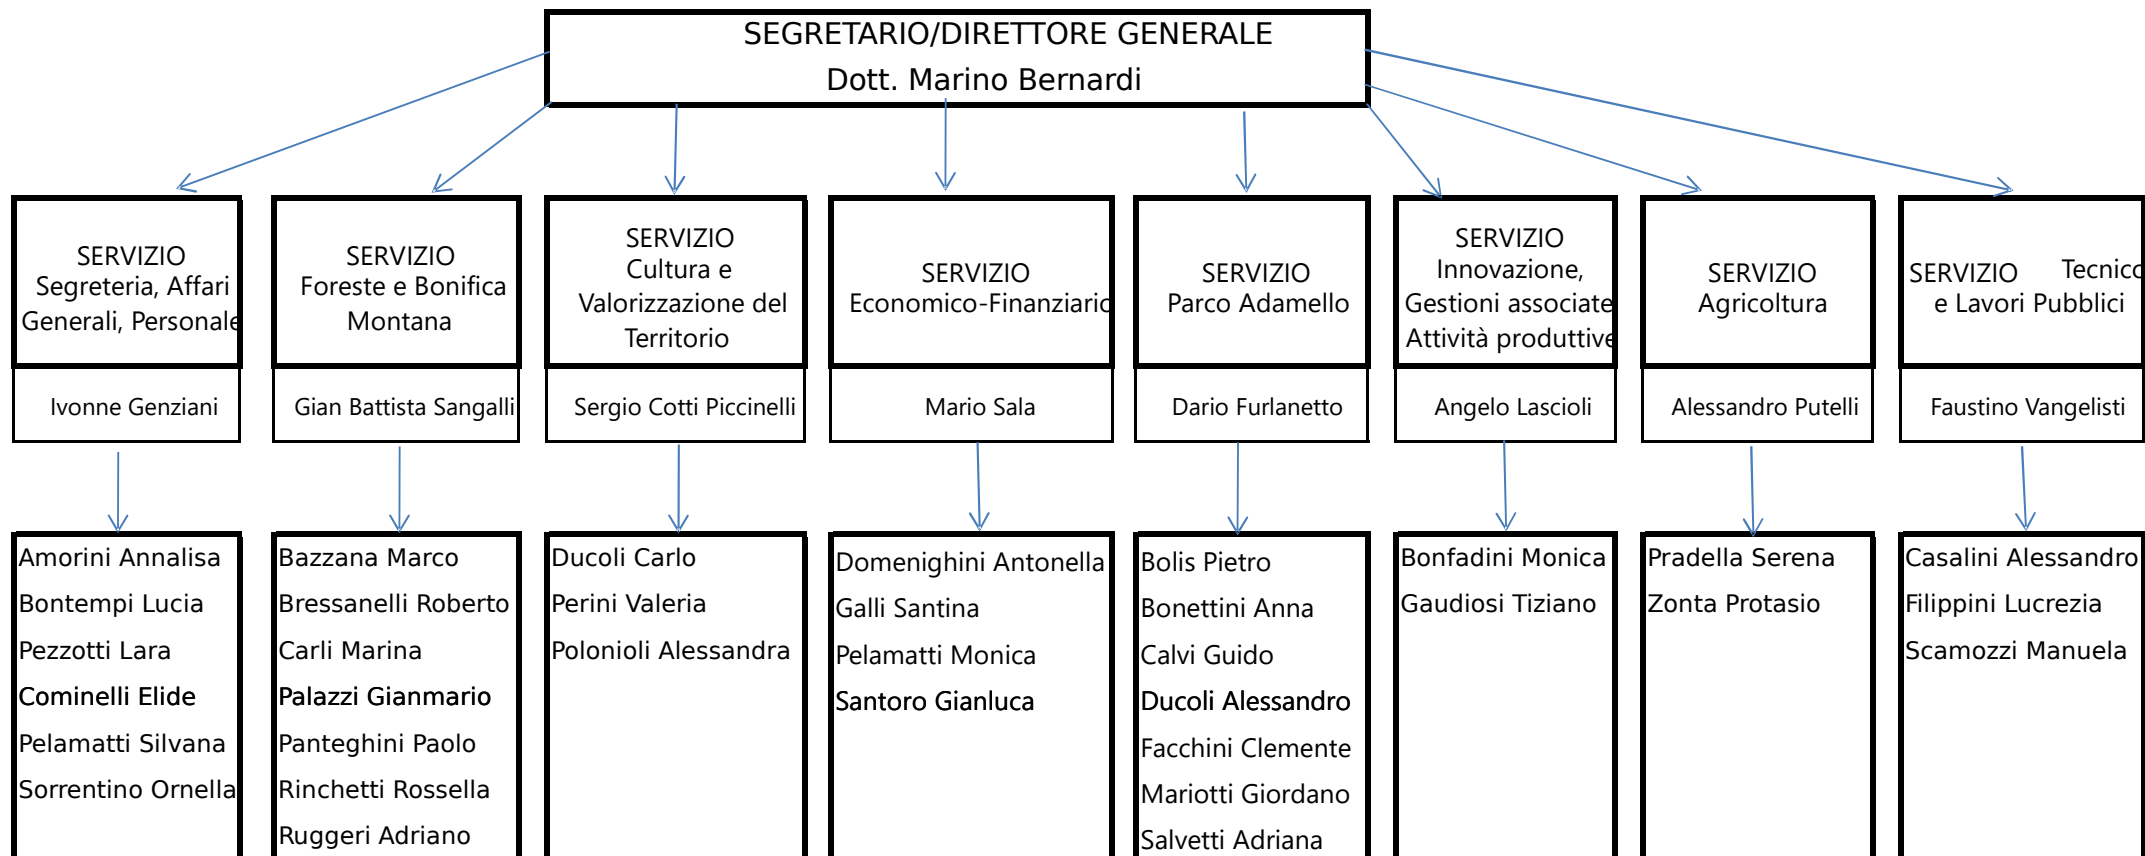 SEGRETARIO/DIRETTORE GENERALE
Dott. Marino Bernardi
SERVIZIO
Segreteria, Affari
Generali, Personale
Ivonne Genziani
Amorini Annalisa
Bontempi Lucia
Pezzotti Lara
Cominelli Elide
Pelamatti Silvana
Sorrentino Ornella
SERVIZIO
Foreste e Bonifica
Montana
Gian Battista Sangalli
Bazzana Marco
Bressanelli Roberto
Carli Marina
Palazzi Gianmario
Panteghini Paolo
Rinchetti Rossella
Ruggeri Adriano
SERVIZIO
Cultura e
Valorizzazione del
Territorio
Sergio Cotti Piccinelli
Ducoli Carlo
Perini Valeria
Polonioli Alessandra
SERVIZIO
Economico-Finanziario
Mario Sala
Domenighini Antonella
Galli Santina
Pelamatti Monica
Santoro Gianluca
SERVIZIO
Parco Adamello
Dario Furlanetto
Bolis Pietro
Bonettini Anna
Calvi Guido
Ducoli Alessandro
Facchini Clemente
Mariotti Giordano
Salvetti Adriana
SERVIZIO
Innovazione,
Gestioni associate
Attività produttive
Angelo Lascioli
Bonfadini Monica
Gaudiosi Tiziano
SERVIZIO
Agricoltura
Alessandro Putelli
Pradella Serena
Zonta Protasio
SERVIZIO Tecnico
e Lavori Pubblici
Faustino Vangelisti
Casalini Alessandro
Filippini Lucrezia
Scamozzi Manuela